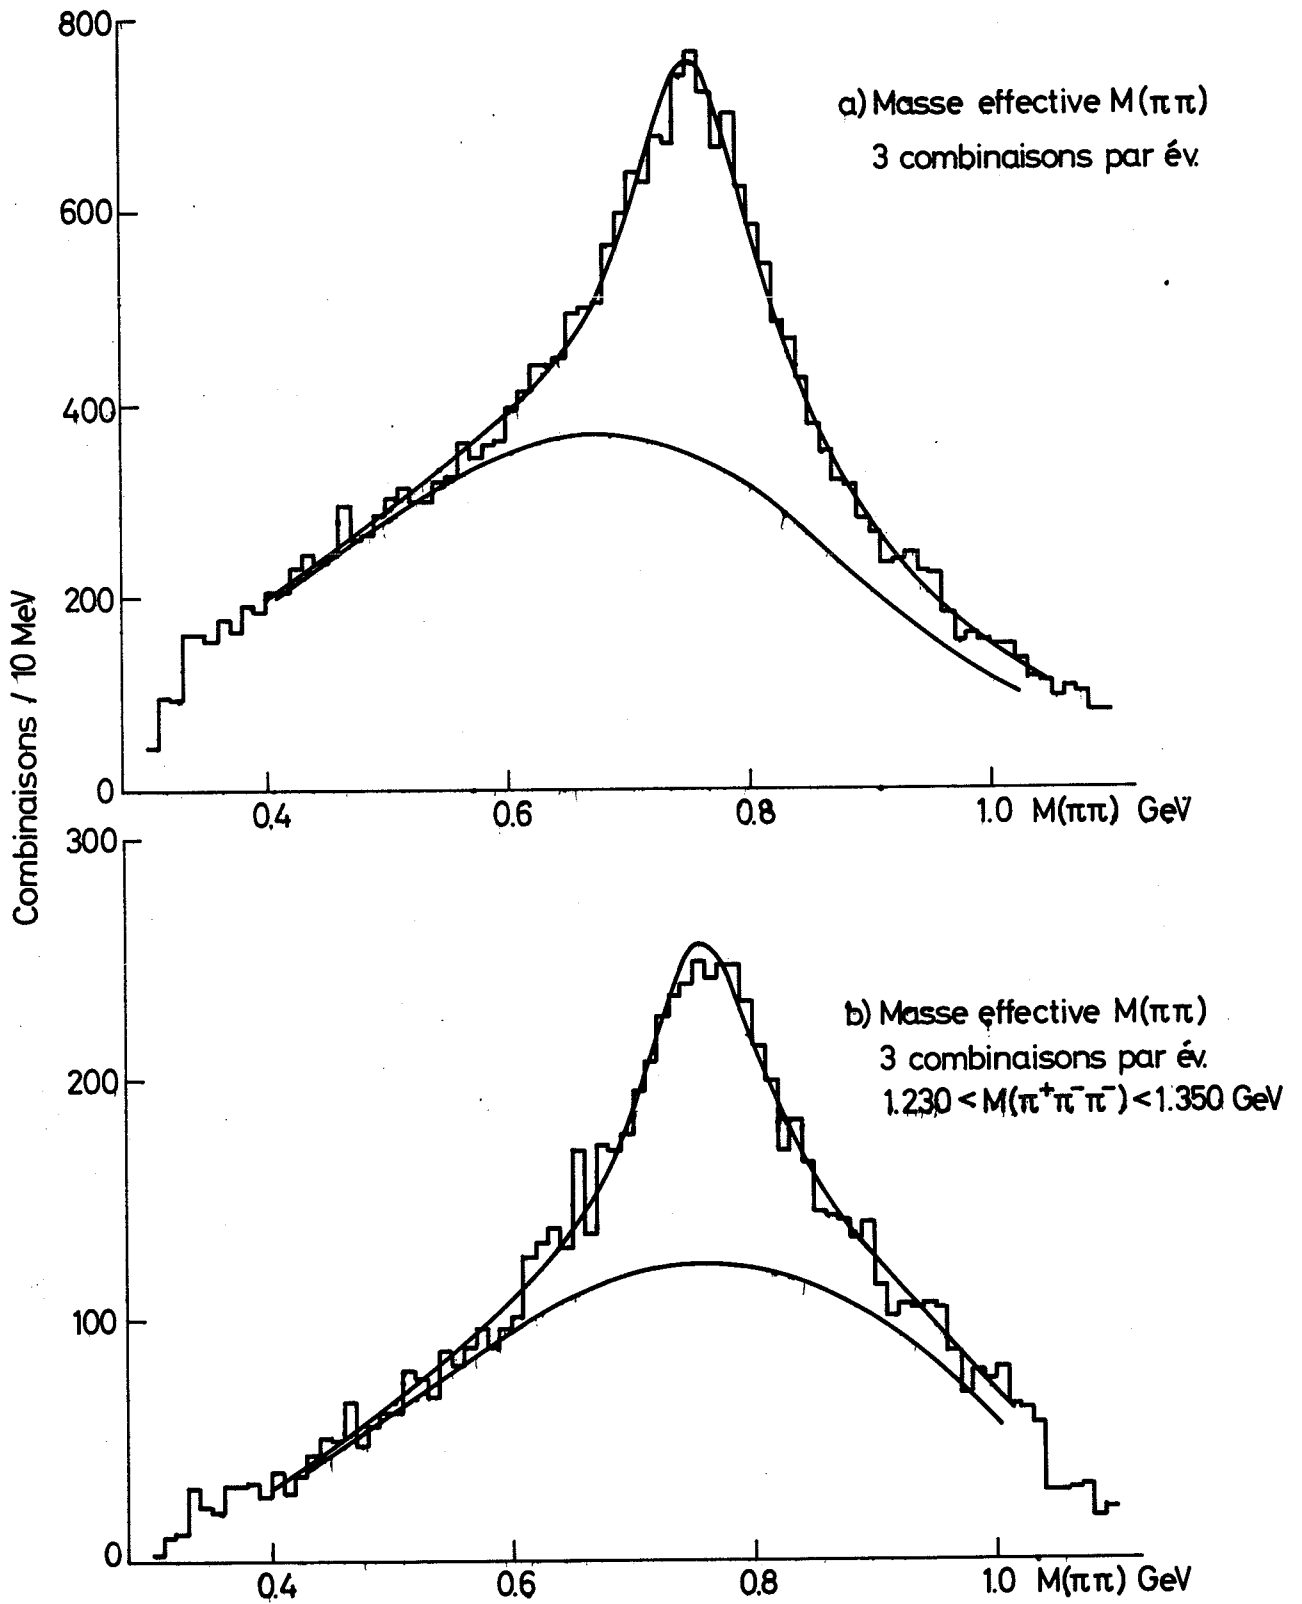 800
600
400
200
0
a) Masse effective M(ππ)
3 combinaisons par év.
0.4 0.6 0.8 1.0 M(ππ) GeV
Combinaisons / 10 MeV
300
200
100
0
b) Masse effective M(ππ)
3 combinaisons par év.
1.230 < M(π⁺π⁻π⁻) < 1.350 GeV
0.4 0.6 0.8 1.0 M(ππ) GeV